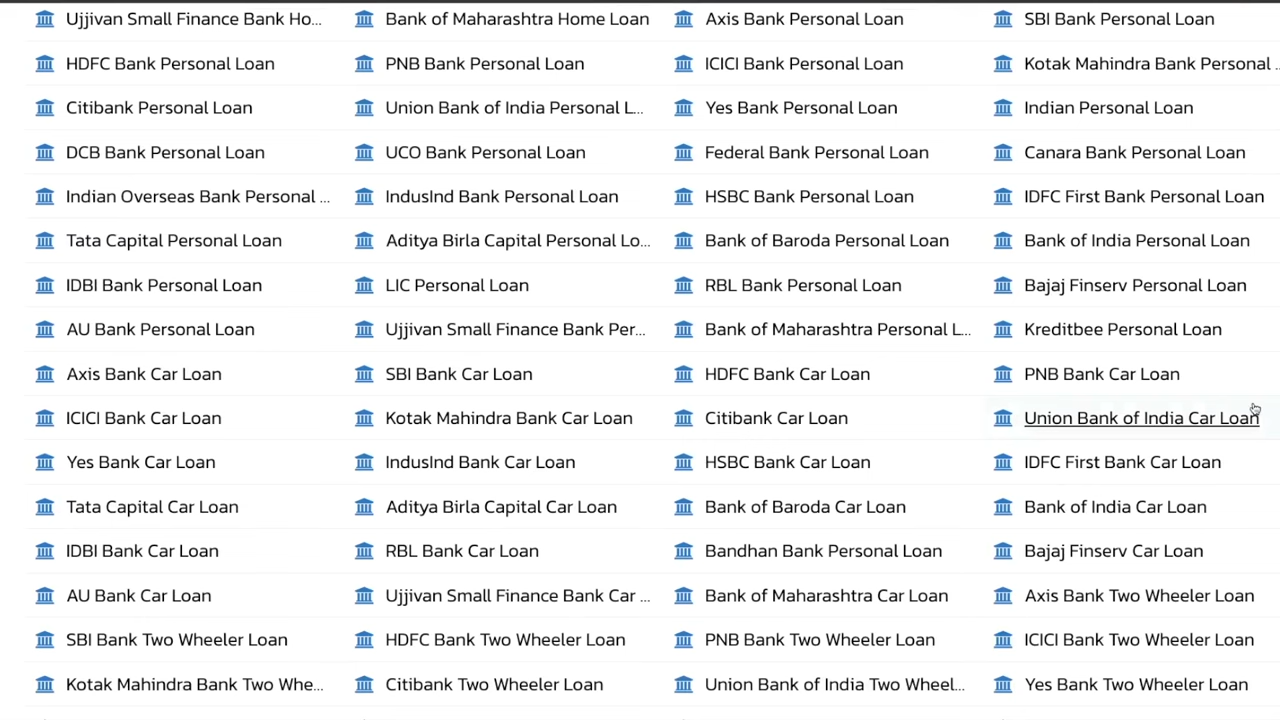 Ujjivan Small Finance Bank Ho... Bank of Maharashtra Home Loan Axis Bank Personal Loan SBI Bank Personal Loan
HDFC Bank Personal Loan PNB Bank Personal Loan ICICI Bank Personal Loan Kotak Mahindra Bank Personal ...
Citibank Personal Loan Union Bank of India Personal L... Yes Bank Personal Loan Indian Personal Loan
DCB Bank Personal Loan UCO Bank Personal Loan Federal Bank Personal Loan Canara Bank Personal Loan
Indian Overseas Bank Personal ... IndusInd Bank Personal Loan HSBC Bank Personal Loan IDFC First Bank Personal Loan
Tata Capital Personal Loan Aditya Birla Capital Personal Lo... Bank of Baroda Personal Loan Bank of India Personal Loan
IDBI Bank Personal Loan LIC Personal Loan RBL Bank Personal Loan Bajaj Finserv Personal Loan
AU Bank Personal Loan Ujjivan Small Finance Bank Per... Bank of Maharashtra Personal L... Kreditbee Personal Loan
Axis Bank Car Loan SBI Bank Car Loan HDFC Bank Car Loan PNB Bank Car Loan
ICICI Bank Car Loan Kotak Mahindra Bank Car Loan Citibank Car Loan Union Bank of India Car Loan
Yes Bank Car Loan IndusInd Bank Car Loan HSBC Bank Car Loan IDFC First Bank Car Loan
Tata Capital Car Loan Aditya Birla Capital Car Loan Bank of Baroda Car Loan Bank of India Car Loan
IDBI Bank Car Loan RBL Bank Car Loan Bandhan Bank Personal Loan Bajaj Finserv Car Loan
AU Bank Car Loan Ujjivan Small Finance Bank Car ... Bank of Maharashtra Car Loan Axis Bank Two Wheeler Loan
SBI Bank Two Wheeler Loan HDFC Bank Two Wheeler Loan PNB Bank Two Wheeler Loan ICICI Bank Two Wheeler Loan
Kotak Mahindra Bank Two Whe... Citibank Two Wheeler Loan Union Bank of India Two Wheel... Yes Bank Two Wheeler Loan